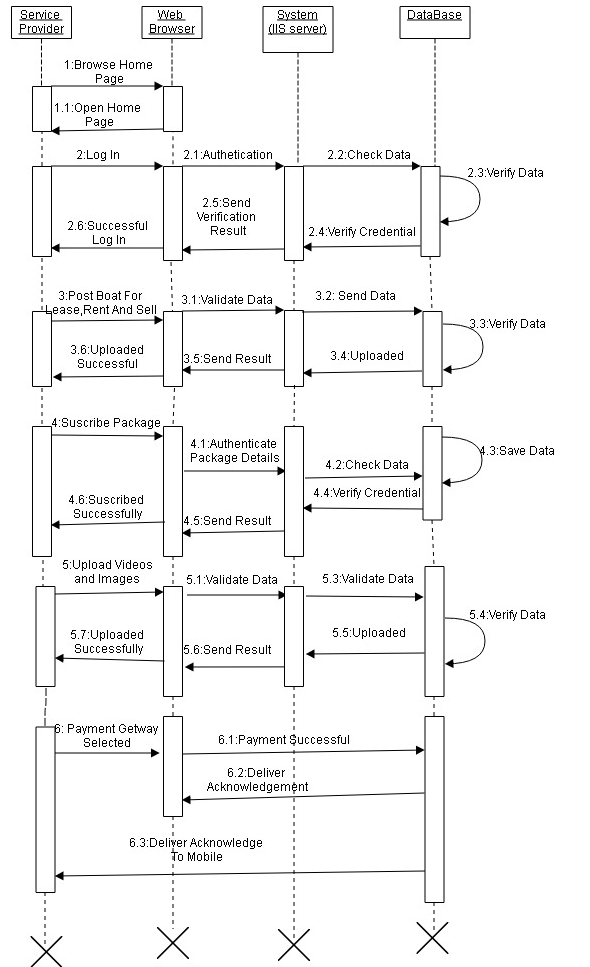 Service
Provider
Web
Browser
System
(IIS server)
DataBase
1:Browse Home
Page
1.1:Open Home
Page
2:Log In
2.1:Authetication
2.2:Check Data
2.3:Verify Data
2.4:Verify Credential
2.5:Send
Verification
Result
2.6:Successful
Log In
3:Post Boat For
Lease,Rent And Sell
3.1:Validate Data
3.2: Send Data
3.3:Verify Data
3.4:Uploaded
3.5:Send Result
3.6:Uploaded
Successful
4:Suscribe Package
4.1:Authenticate
Package Details
4.2:Check Data
4.3:Save Data
4.4:Verify Credential
4.5:Send Result
4.6:Suscribed
Successfully
5:Upload Videos
and Images
5.1:Validate Data
5.3:Validate Data
5.4:Verify Data
5.5:Uploaded
5.6:Send Result
5.7:Uploaded
Successfully
6: Payment Getway
Selected
6.1:Payment Successful
6.2:Deliver
Acknowledgement
6.3:Deliver Acknowledge
To Mobile